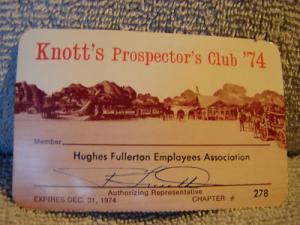 Knott's Prospector's Club '74
Member
Hughes Fullerton Employees Association
Authorizing Representative
EXPIRES DEC. 31, 1974 CHAPTER # 278